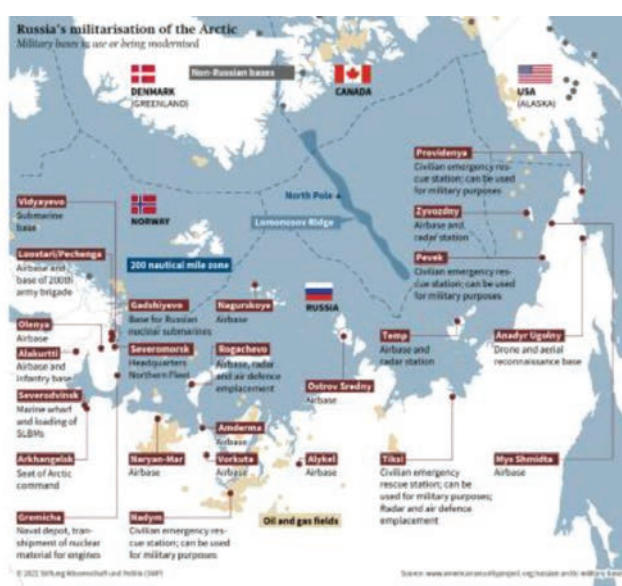 Russia's militarisation of the Arctic
Military bases in use or being modernised
Non-Russian bases
DENMARK
(GREENLAND)
CANADA
USA
(ALASKA)
Providenya
Civilian emergency res-
cue station; can be used
for military purposes
North Pole
Lomonosov Ridge
Zyvozdny
Airbase and
radar station
Vidyayevo
Submarine
base
NORWAY
Pevek
Civilian emergency res-
cue station; can be used
for military purposes
Luostari/Pechenga
Airbase and
base of 200th
army brigade
200 nautical mile zone
Gadshiyevo
Base for Russian
nuclear submarines
Nagurskoye
Airbase
RUSSIA
Olenya
Airbase
Severomorsk
Headquarters
Northern Fleet
Rogachevo
Airbase, radar
and air defence
emplacement
Temp
Airbase and
radar station
Anadyr Ugolny
Drone and aerial
reconnaissance base
Alakurtti
Airbase and
infantry base
Ostrov Sredny
Airbase
Severodvinsk
Marine wharf
and loading of
SLBMs
Amderma
Airbase
Arkhangelsk
Seat of Arctic
command
Naryan-Mar
Airbase
Vorkuta
Airbase
Alykel
Airbase
Tiksi
Civilian emergency
rescue station; can be
used for military purposes;
Radar and air defence
emplacement
Mys Shmidta
Airbase
Gremicha
Naval depot, tran-
shipment of nuclear
material for engines
Nadym
Civilian emergency res-
cue station; can be used
for military purposes
Oil and gas fields
© 2021 Stiftung Wissenschaft und Politik (SWP)